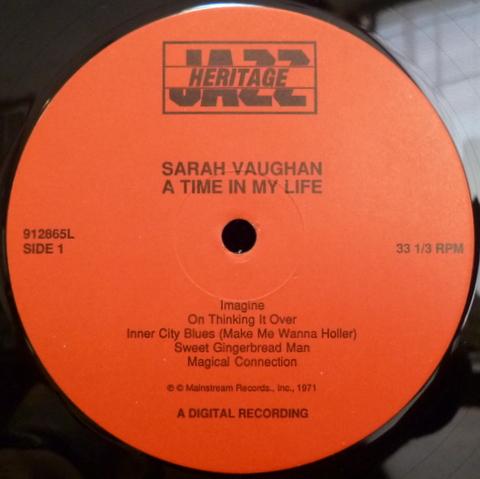 JAZZ
HERITAGE
SARAH VAUGHAN
A TIME IN MY LIFE
912865L
SIDE 1
33 1/3 RPM
Imagine
On Thinking It Over
Inner City Blues (Make Me Wanna Holler)
Sweet Gingerbread Man
Magical Connection
℗ © Mainstream Records., Inc., 1971
A DIGITAL RECORDING